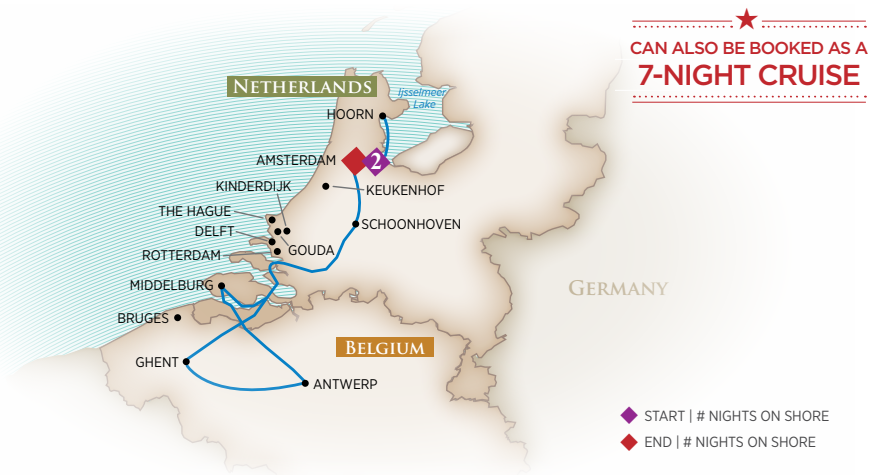 CAN ALSO BE BOOKED AS A
7-NIGHT CRUISE
NETHERLANDS
Ijsselmeer
Lake
HOORN
AMSTERDAM
2
KINDERDIJK
KEUKENHOF
THE HAGUE
SCHOONHOVEN
DELFT
GOUDA
ROTTERDAM
MIDDELBURG
GERMANY
BRUGES
BELGIUM
GHENT
ANTWERP
START | # NIGHTS ON SHORE
END | # NIGHTS ON SHORE